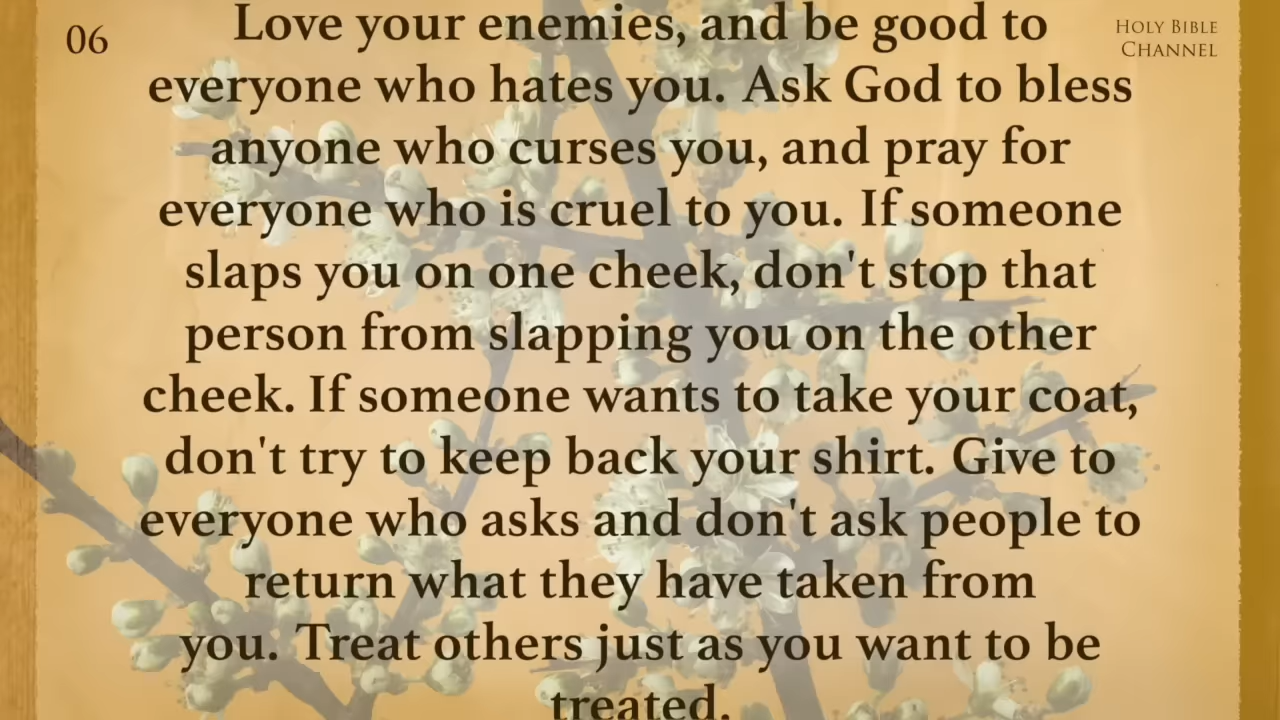 06
HOLY BIBLE
CHANNEL
Love your enemies, and be good to
everyone who hates you. Ask God to bless
anyone who curses you, and pray for
everyone who is cruel to you. If someone
slaps you on one cheek, don't stop that
person from slapping you on the other
cheek. If someone wants to take your coat,
don't try to keep back your shirt. Give to
everyone who asks and don't ask people to
return what they have taken from
you. Treat others just as you want to be
treated.